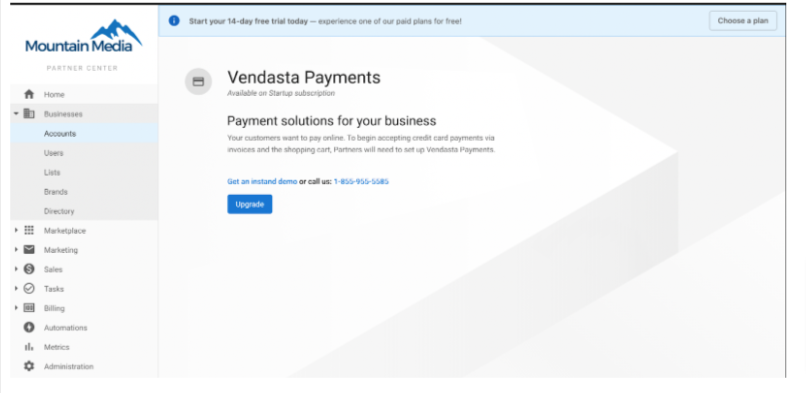 Start your 14-day free trial today — experience one of our paid plans for free!
Choose a plan
Mountain Media
PARTNER CENTER
Home
Businesses
Accounts
Users
Lists
Brands
Directory
Marketplace
Marketing
Sales
Tasks
Billing
Automations
Metrics
Administration
Vendasta Payments
Available on Startup subscription
Payment solutions for your business
Your customers want to pay online. To begin accepting credit card payments via
invoices and the shopping cart, Partners will need to set up Vendasta Payments.
Get an instand demo or call us: 1-855-955-5585
Upgrade